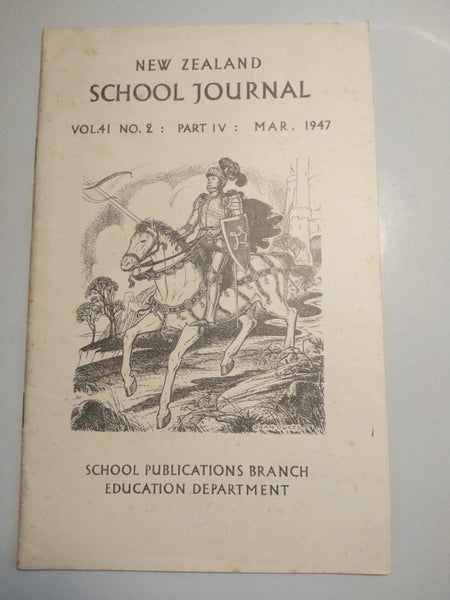 NEW ZEALAND
SCHOOL JOURNAL
VOL.41 NO. 2 : PART IV : MAR. 1947
SCHOOL PUBLICATIONS BRANCH
EDUCATION DEPARTMENT